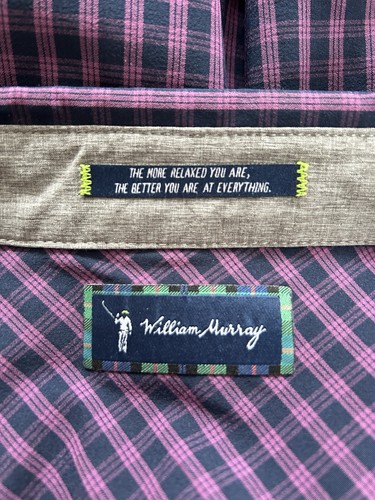 THE MORE RELAXED YOU ARE,
THE BETTER YOU ARE AT EVERYTHING.
William Murray